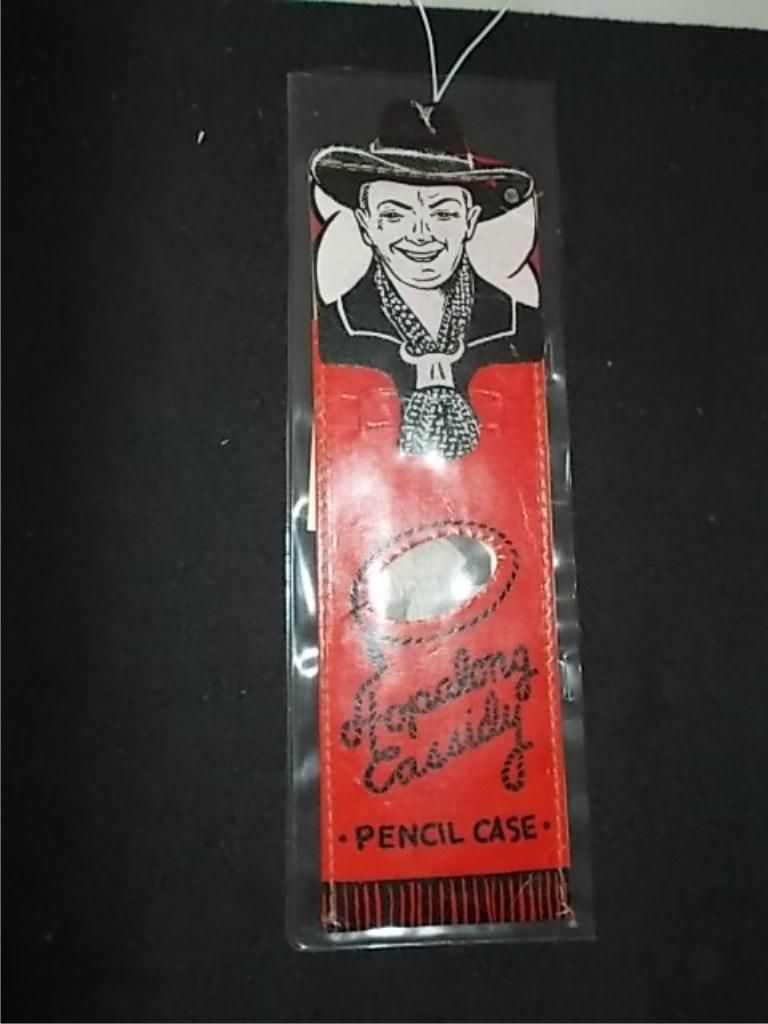 Hopalong
Cassidy
· PENCIL CASE ·